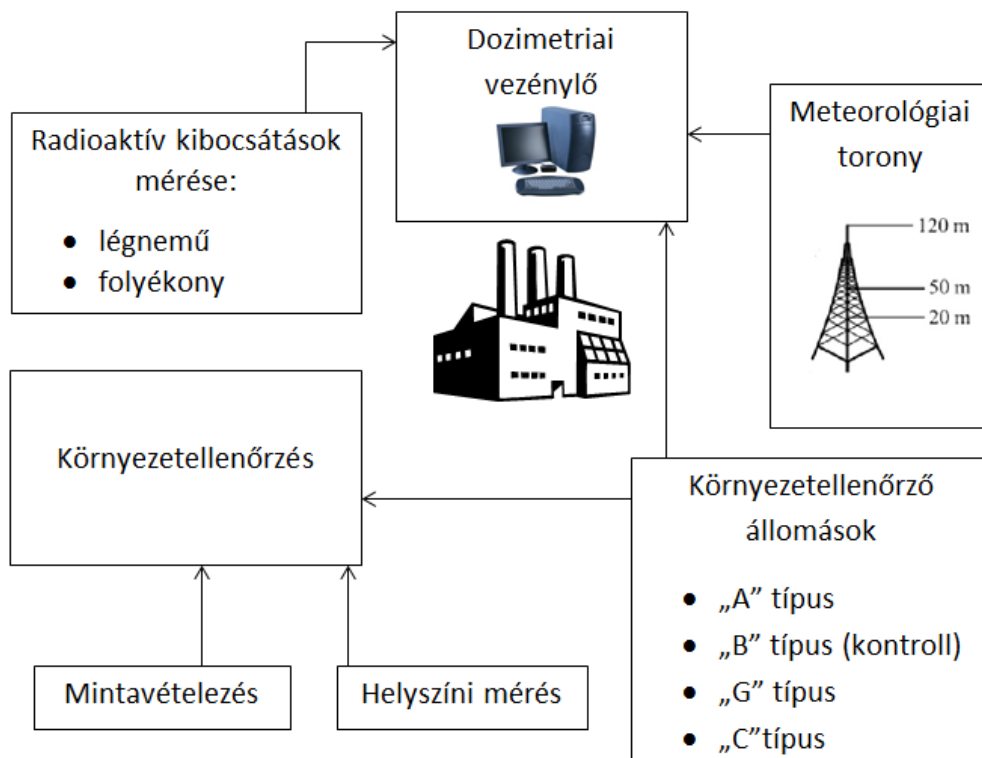 Dozimetriai
vezénylő
Radioaktív kibocsátások
mérése:
• légnemű
• folyékony
Meteorológiai
torony
120 m
50 m
20 m
Környezetellenőrzés
Környezetellenőrző
állomások
• „A” típus
• „B” típus (kontroll)
• „G” típus
• „C”típus
Mintavételezés
Helyszíni mérés